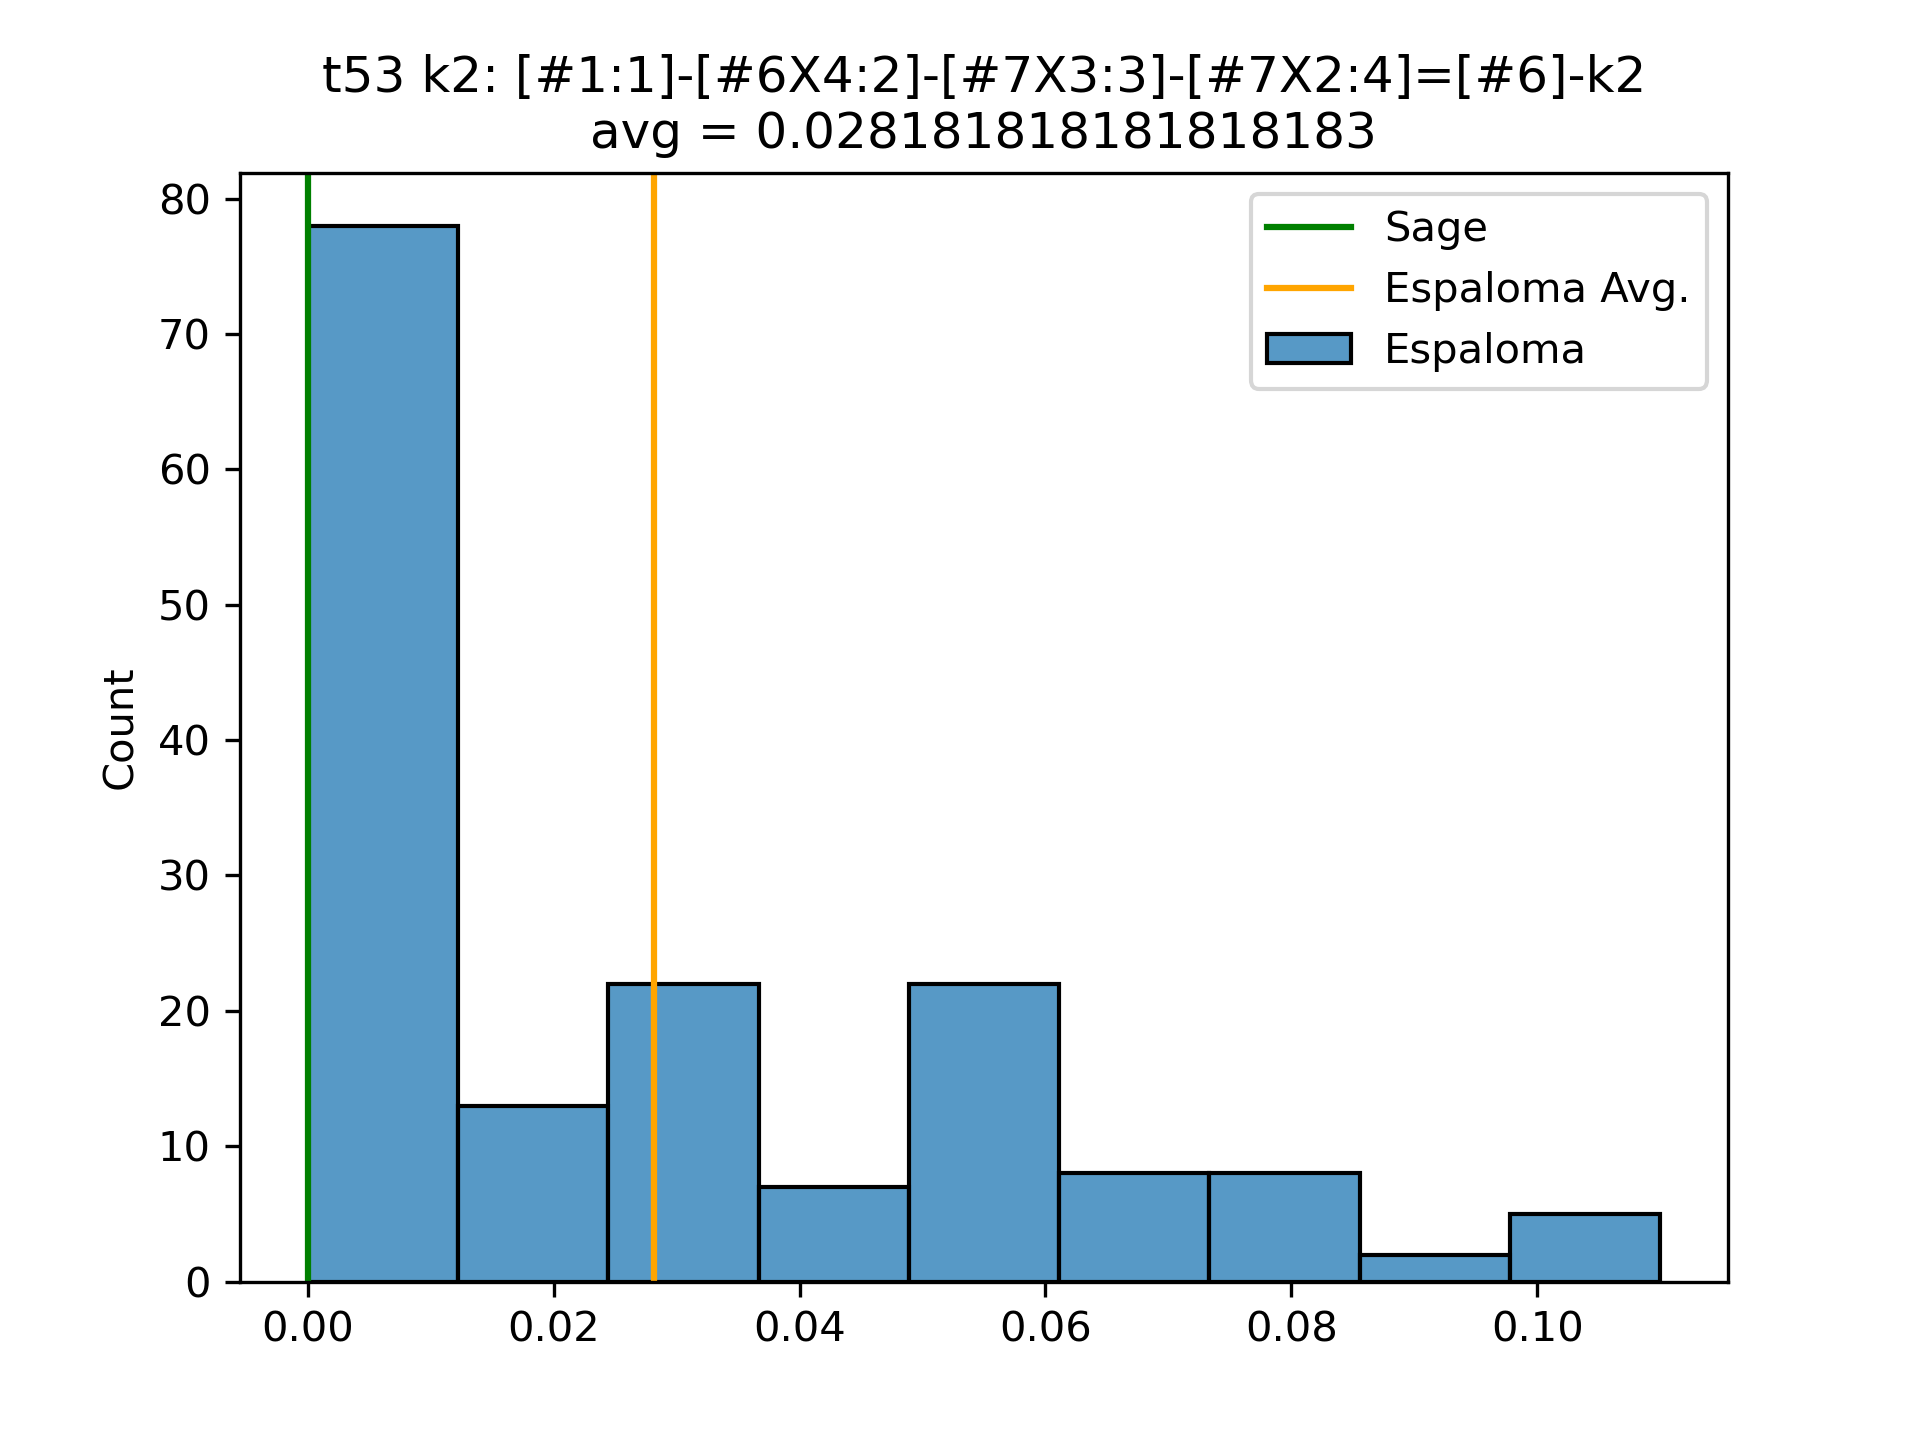 t53 k2: [#1:1]-[#6X4:2]-[#7X3:3]-[#7X2:4]=[#6]-k2
avg = 0.028181818181818183
Sage
Espaloma Avg.
Espaloma
Count
80
70
60
50
40
30
20
10
0
0.00 0.02 0.04 0.06 0.08 0.10